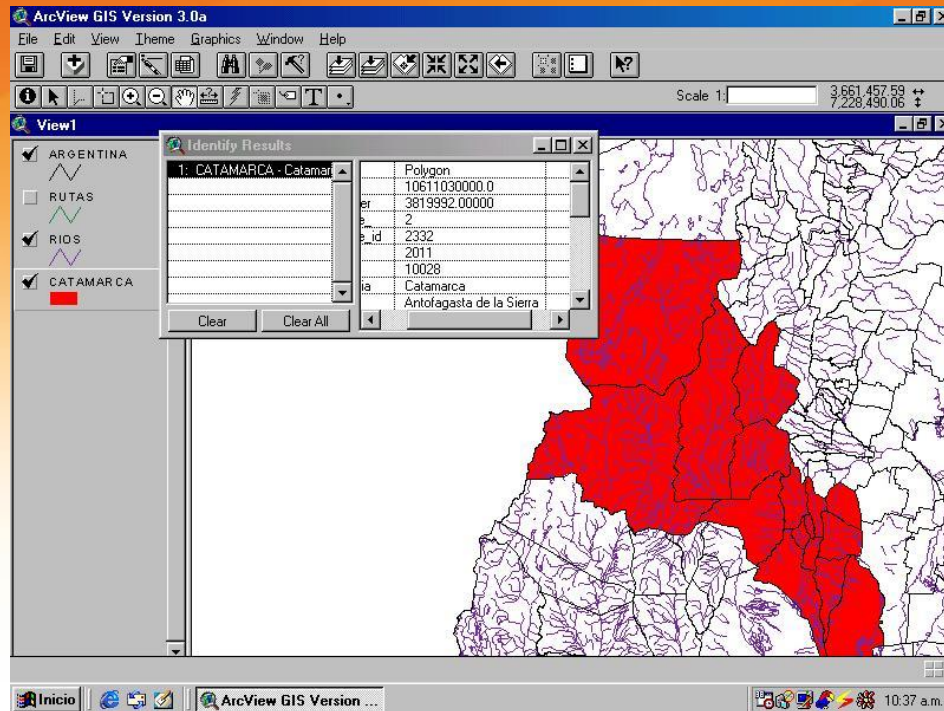 ArcView GIS Version 3.0a
File Edit View Theme Graphics Window Help
Scale 1:
3,661,457.59
7,228,490.06
View1
ARGENTINA
RUTAS
RIOS
CATAMARCA
Identify Results
1: CATAMARCA - Catamar
Polygon
10611030000.0
er 3819992.00000
e_ 2
e_id 2332
2011
10028
ia Catamarca
Antofagasta de la Sierra
Clear Clear All
Inicio
ArcView GIS Version ...
10:37 a.m.